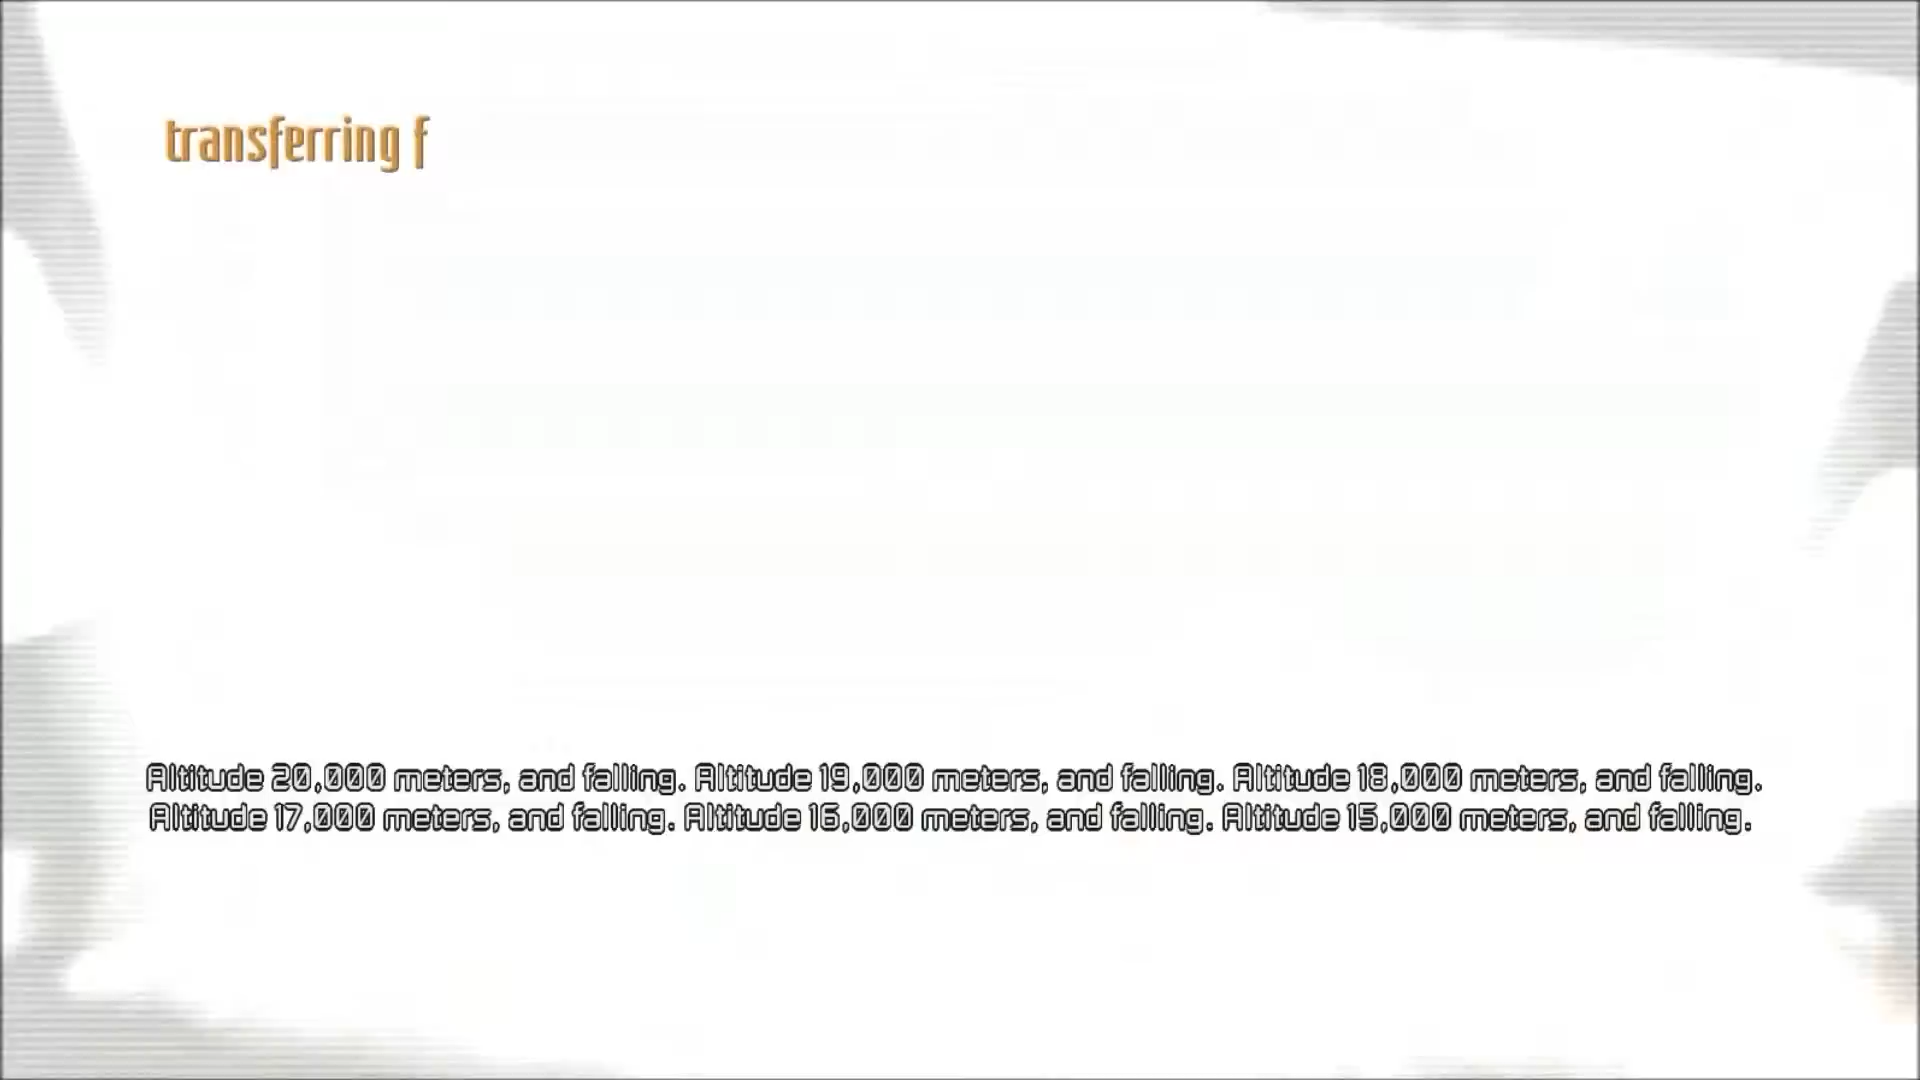 transferring f
Altitude 20,000 meters, and falling. Altitude 19,000 meters, and falling. Altitude 18,000 meters, and falling.
Altitude 17,000 meters, and falling. Altitude 16,000 meters, and falling. Altitude 15,000 meters, and falling.